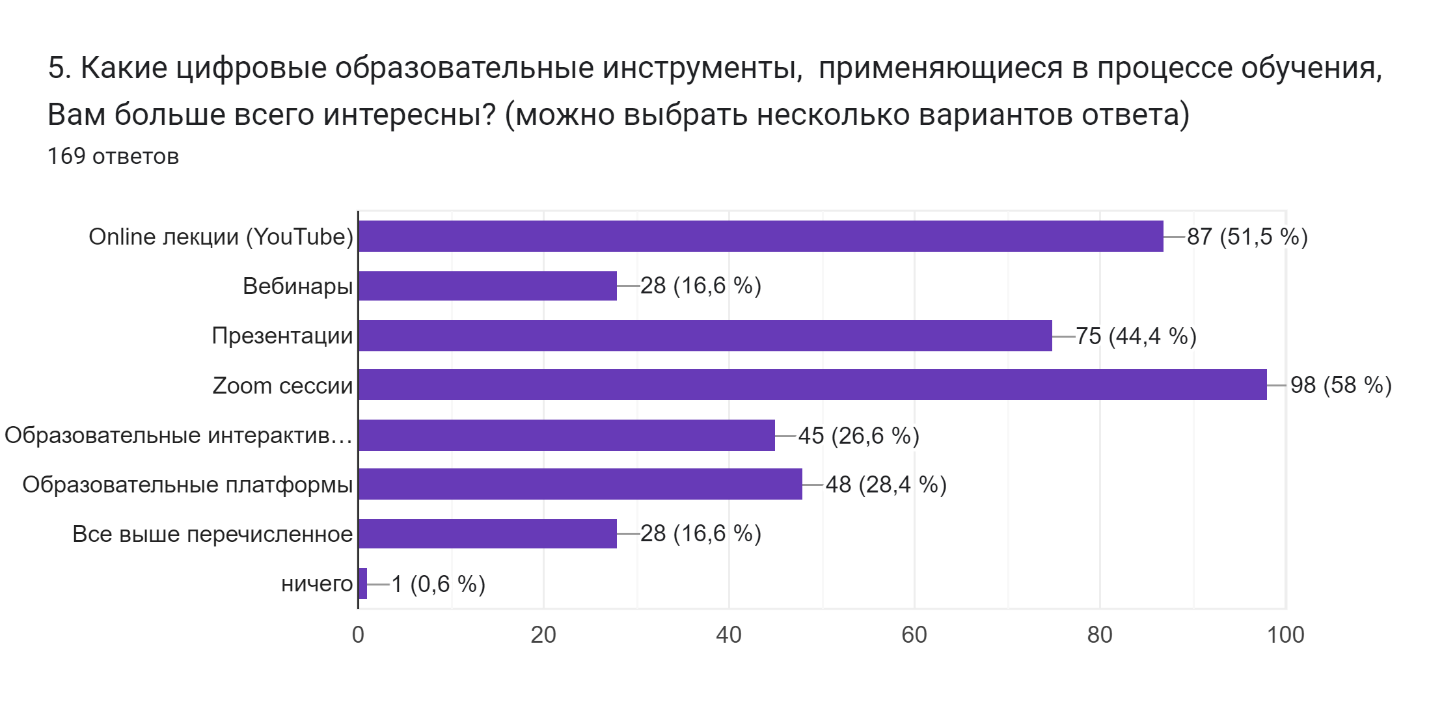 5. Какие цифровые образовательные инструменты,  применяющиеся в процессе обучения,
Вам больше всего интересны? (можно выбрать несколько вариантов ответа)
169 ответов
Online лекции (YouTube) 87 (51,5 %)
Вебинары 28 (16,6 %)
Презентации 75 (44,4 %)
Zoom сессии 98 (58 %)
Образовательные интерактив… 45 (26,6 %)
Образовательные платформы 48 (28,4 %)
Все выше перечисленное 28 (16,6 %)
ничего 1 (0,6 %)
0 20 40 60 80 100